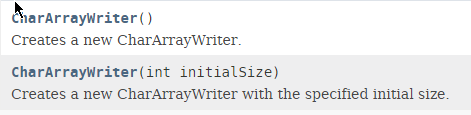 CharArrayWriter()
Creates a new CharArrayWriter.
CharArrayWriter(int initialSize)
Creates a new CharArrayWriter with the specified initial size.